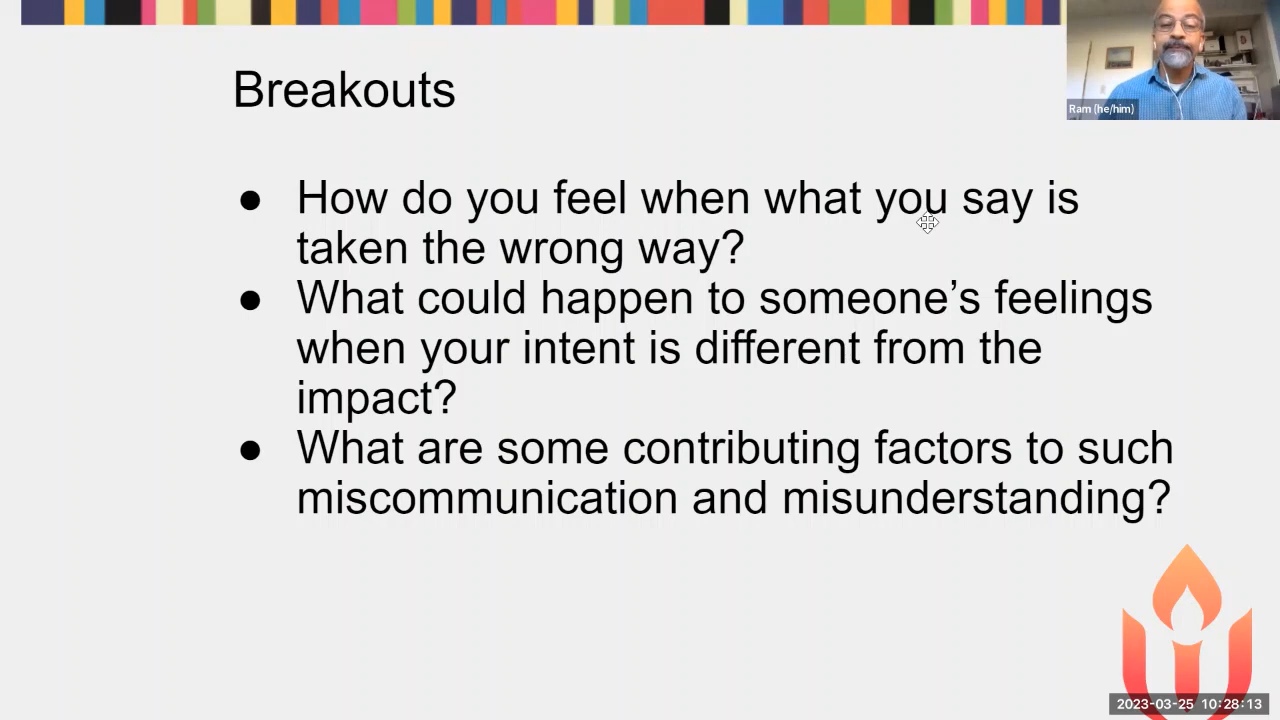 Breakouts
Ram (he/him)
● How do you feel when what you say is
taken the wrong way?
● What could happen to someone’s feelings
when your intent is different from the
impact?
● What are some contributing factors to such
miscommunication and misunderstanding?
2023-03-25 10:28:13